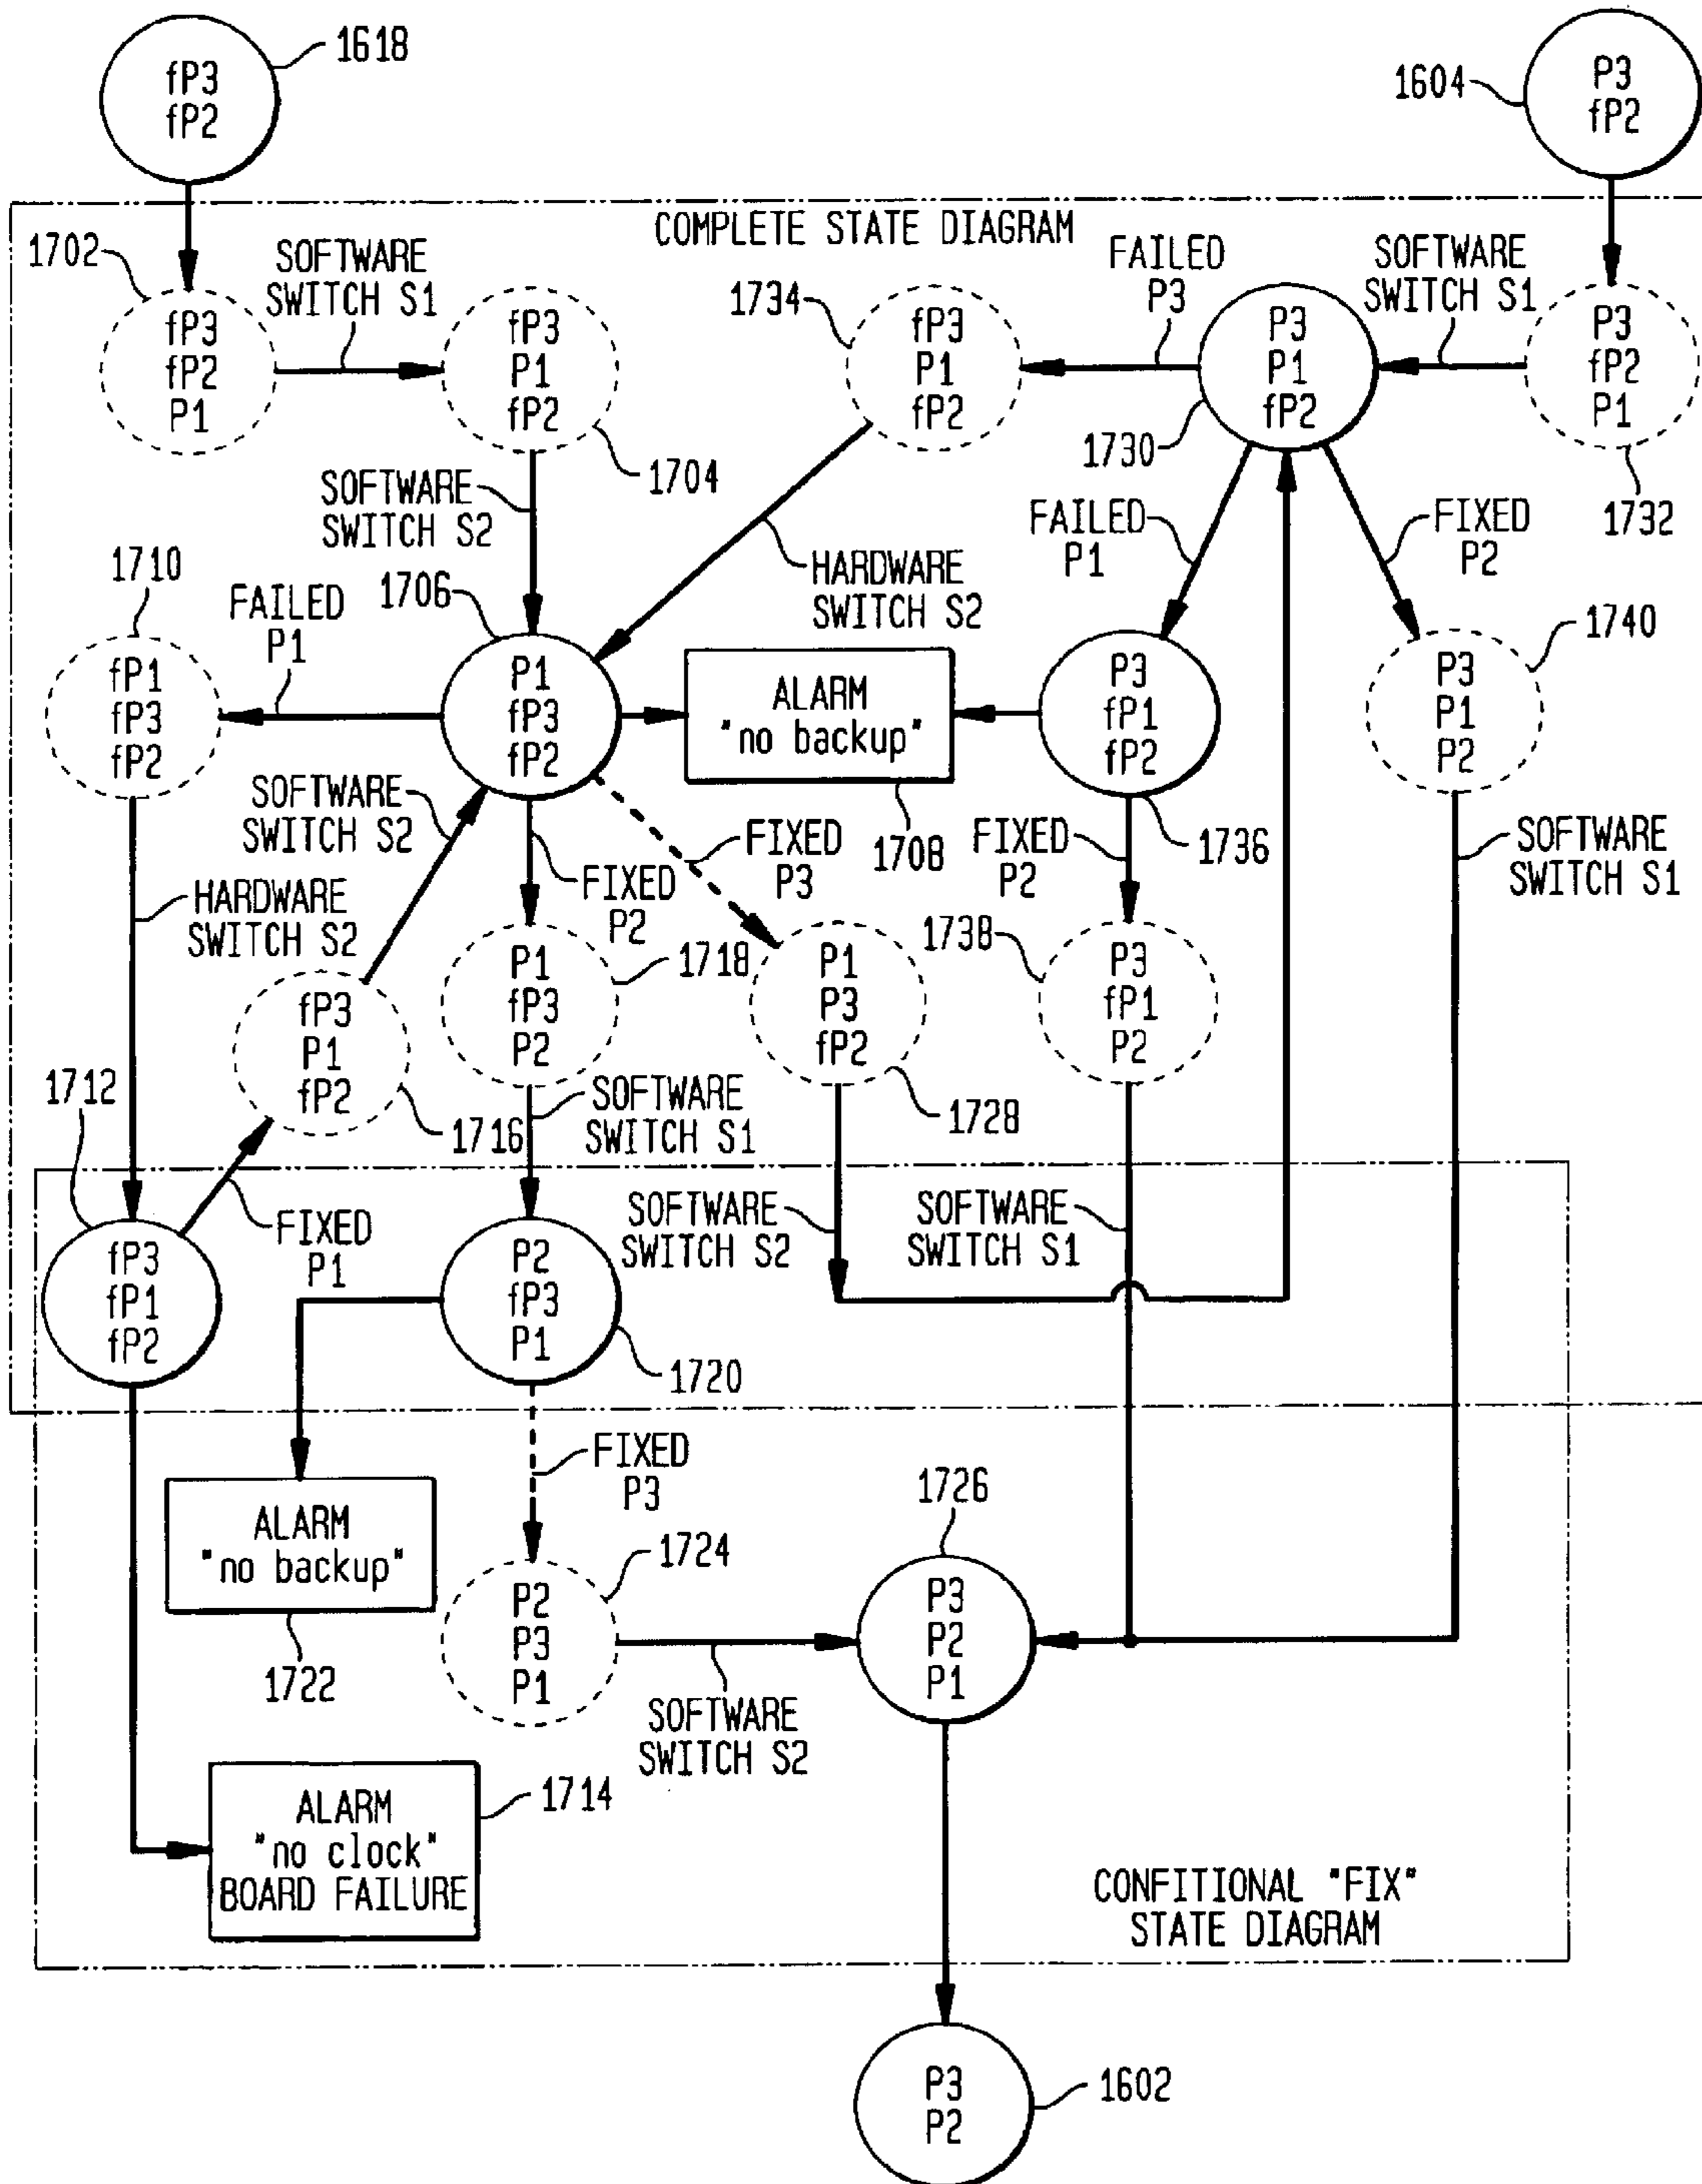 fP3
fP2
1618
1604
P3
fP2
COMPLETE STATE DIAGRAM
1702
SOFTWARE
SWITCH S1
fP3
fP2
P1
fP3
P1
fP2
1704
1734
fP3
P1
fP2
FAILED
P3
P3
P1
fP2
1730
SOFTWARE
SWITCH S1
P3
fP2
P1
1732
SOFTWARE
SWITCH S2
HARDWARE
SWITCH S2
FAILED
P1
FIXED
P2
1710
FAILED
P1
1706
fP1
fP3
fP2
P1
fP3
fP2
ALARM
"no backup"
1708
P3
fP1
fP2
1736
P3
P1
P2
1740
SOFTWARE
SWITCH S2
FIXED
P2
FIXED
P3
FIXED
P2
SOFTWARE
SWITCH S1
HARDWARE
SWITCH S2
fP3
P1
fP2
1716
P1
fP3
P2
1718
P1
P3
fP2
1728
1738
P3
fP1
P2
1712
SOFTWARE
SWITCH S1
fP3
fP1
fP2
FIXED
P1
P2
fP3
P1
1720
SOFTWARE
SWITCH S2
SOFTWARE
SWITCH S1
FIXED
P3
ALARM
"no backup"
1722
P2
P3
P1
1724
SOFTWARE
SWITCH S2
1726
P3
P2
P1
ALARM
"no clock"
BOARD FAILURE
1714
CONFITIONAL "FIX"
STATE DIAGRAM
P3
P2
1602